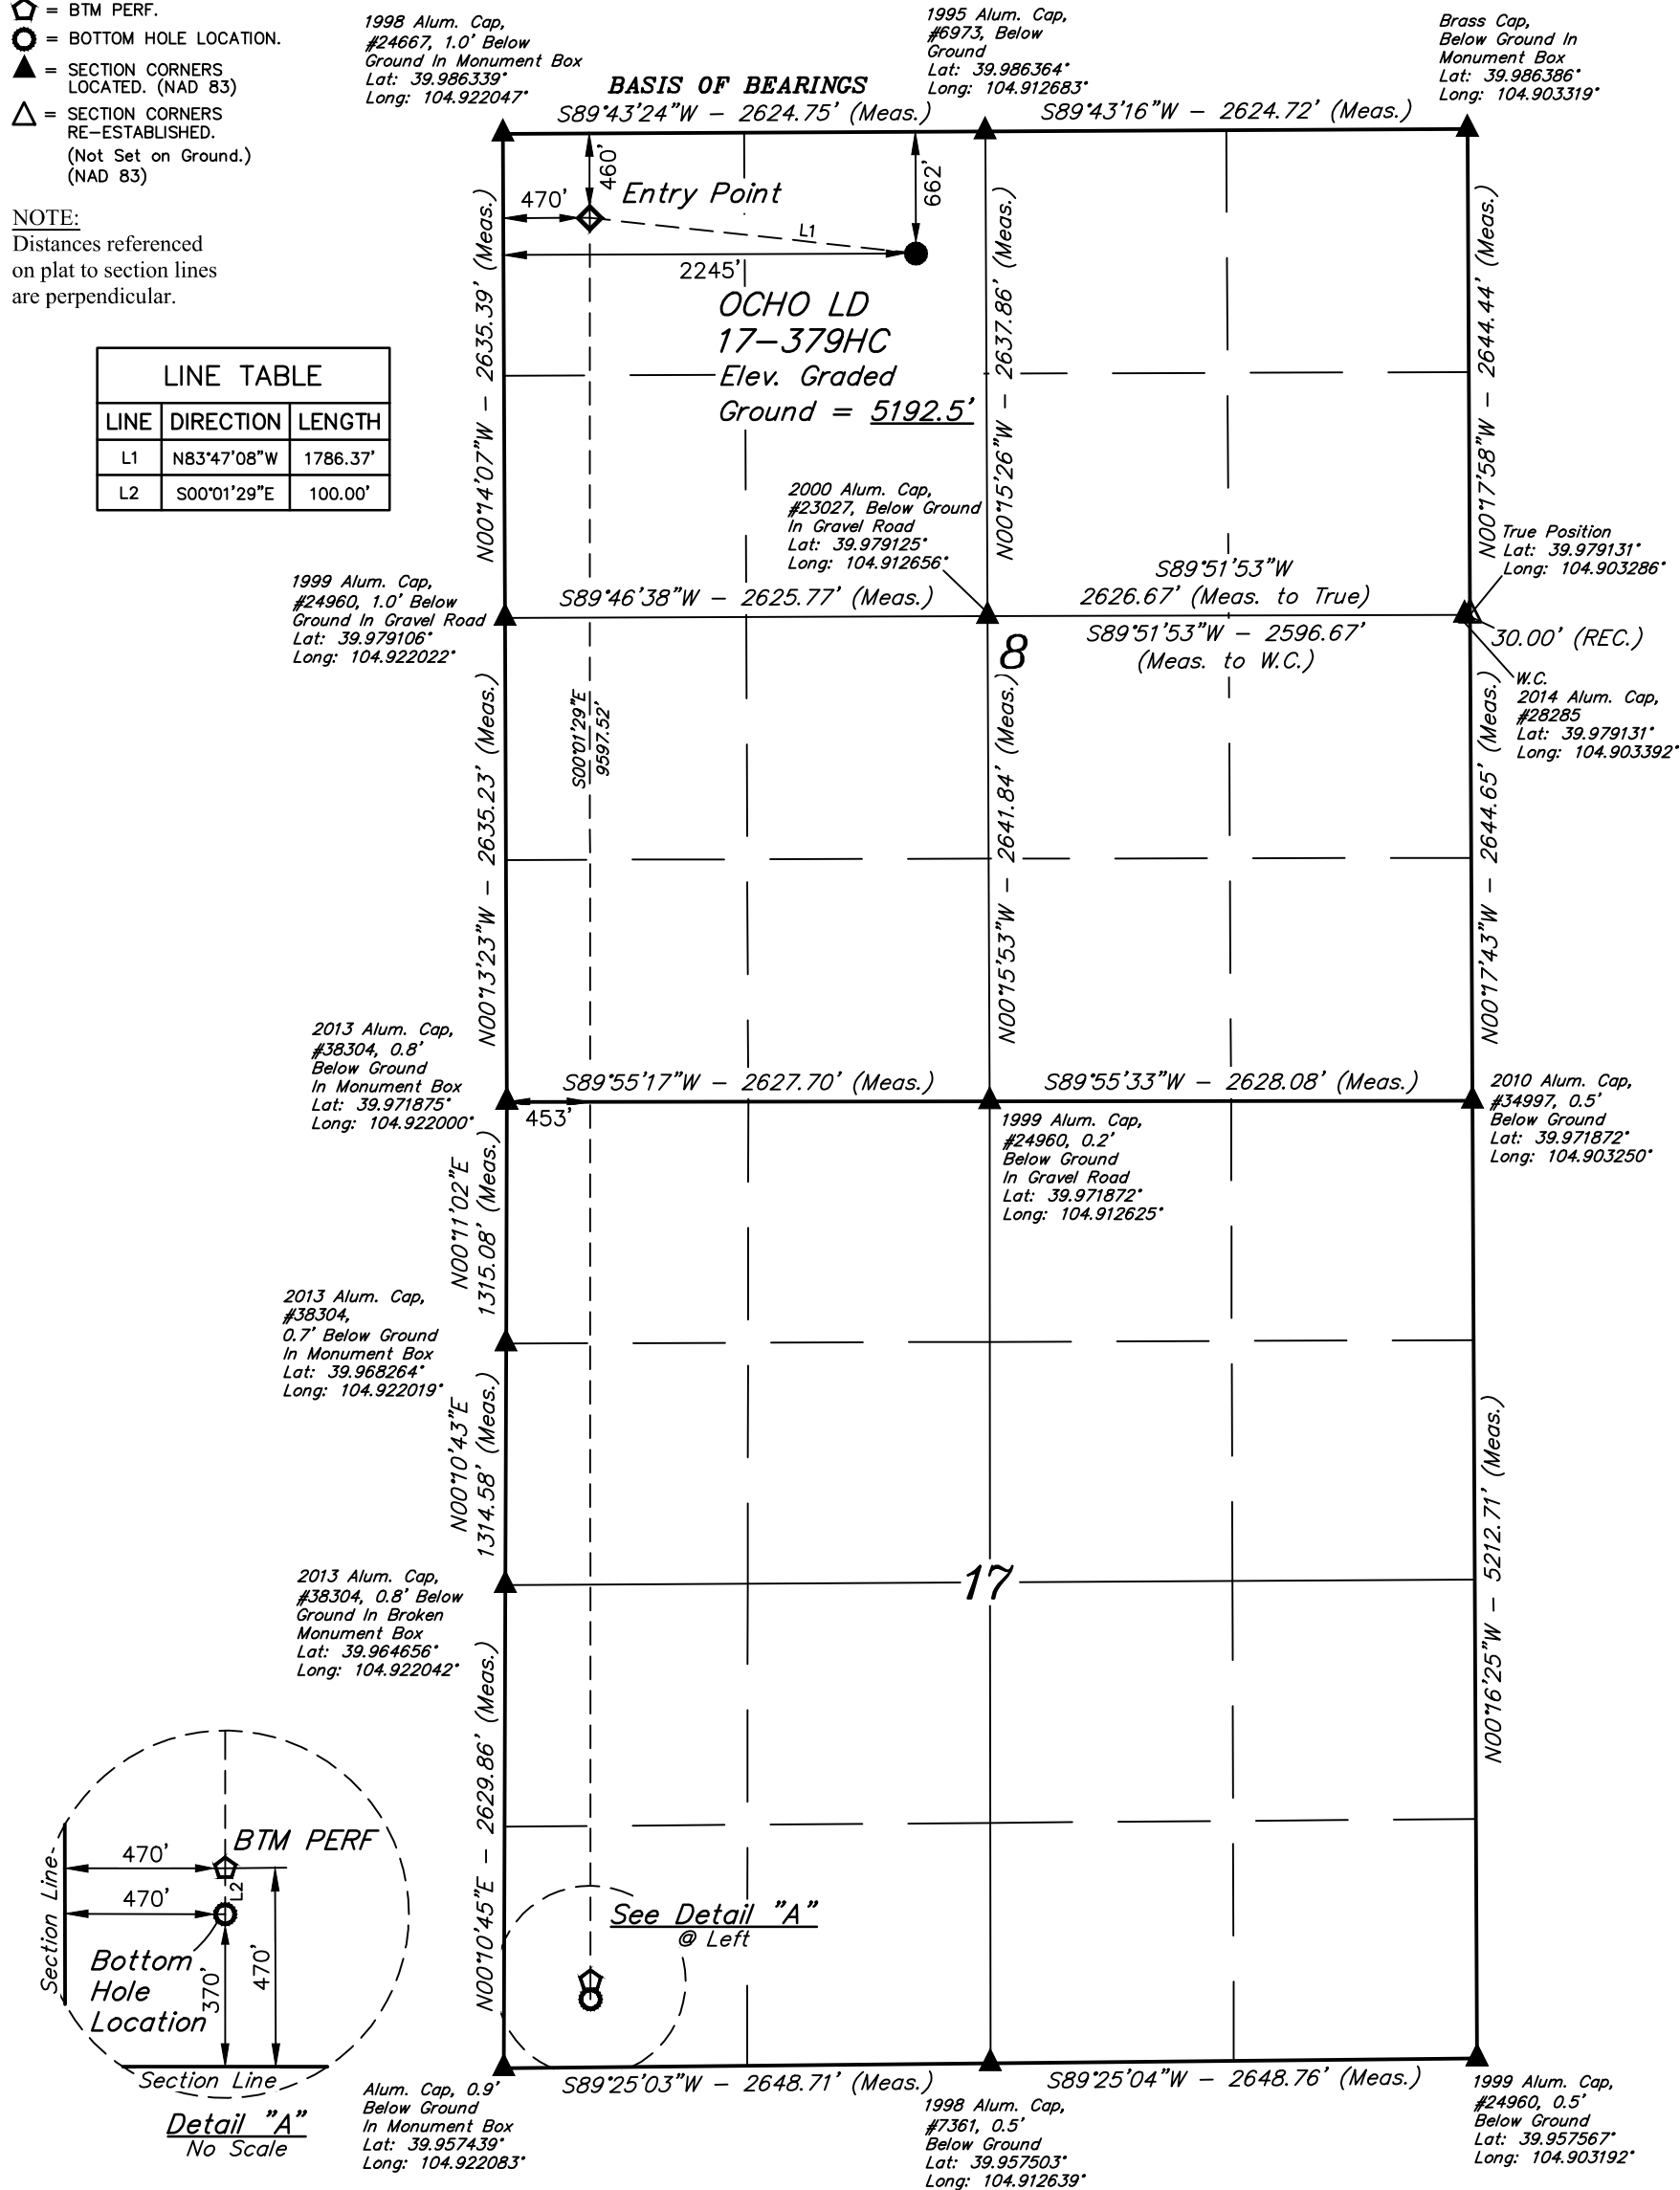 = BTM PERF.
= BOTTOM HOLE LOCATION.
= SECTION CORNERS
LOCATED. (NAD 83)
= SECTION CORNERS
RE-ESTABLISHED.
(Not Set on Ground.)
(NAD 83)
NOTE:
Distances referenced
on plat to section lines
are perpendicular.
LINE TABLE
LINE DIRECTION LENGTH
L1 N83°47'08"W 1786.37'
L2 S00°01'29"E 100.00'
1998 Alum. Cap,
#24667, 1.0' Below
Ground In Monument Box
Lat: 39.986339°
Long: 104.922047°
BASIS OF BEARINGS
S89°43'24"W - 2624.75' (Meas.)
1995 Alum. Cap,
#6973, Below
Ground
Lat: 39.986364°
Long: 104.912683°
S89°43'16"W - 2624.72' (Meas.)
Brass Cap,
Below Ground In
Monument Box
Lat: 39.986386°
Long: 104.903319°
460'
470'
Entry Point
L1
662'
2245'
OCHO LD
17-379HC
Elev. Graded
Ground = 5192.5'
N00°14'07"W - 2635.39' (Meas.)
N00°15'26"W - 2637.86' (Meas.)
N00°17'58"W - 2644.44' (Meas.)
2000 Alum. Cap,
#23027, Below Ground
In Gravel Road
Lat: 39.979125°
Long: 104.912656°
True Position
Lat: 39.979131°
Long: 104.903286°
1999 Alum. Cap,
#24960, 1.0' Below
Ground In Gravel Road
Lat: 39.979106°
Long: 104.922022°
S89°46'38"W - 2625.77' (Meas.)
S89°51'53"W
2626.67' (Meas. to True)
S89°51'53"W - 2596.67'
(Meas. to W.C.)
8
30.00' (REC.)
W.C.
2014 Alum. Cap,
#28285
Lat: 39.979131°
Long: 104.903392°
S00°01'29"E
9597.52'
N00°13'23"W - 2635.23' (Meas.)
N00°15'53"W - 2641.84' (Meas.)
N00°17'43"W - 2644.65' (Meas.)
2013 Alum. Cap,
#38304, 0.8'
Below Ground
In Monument Box
Lat: 39.971875°
Long: 104.922000°
S89°55'17"W - 2627.70' (Meas.)
S89°55'33"W - 2628.08' (Meas.)
453'
2010 Alum. Cap,
#34997, 0.5'
Below Ground
Lat: 39.971872°
Long: 104.903250°
1999 Alum. Cap,
#24960, 0.2'
Below Ground
In Gravel Road
Lat: 39.971872°
Long: 104.912625°
N00°11'02"E
1315.08' (Meas.)
2013 Alum. Cap,
#38304,
0.7' Below Ground
In Monument Box
Lat: 39.968264°
Long: 104.922019°
N00°10'43"E
1314.58' (Meas.)
N00°16'25"W - 5212.71' (Meas.)
17
2013 Alum. Cap,
#38304, 0.8' Below
Ground In Broken
Monument Box
Lat: 39.964656°
Long: 104.922042°
N00°10'45"E - 2629.86' (Meas.)
See Detail "A"
@ Left
Section Line
470'
BTM PERF
470'
L2
Bottom
Hole
Location
370'
470'
Section Line
Detail "A"
No Scale
Alum. Cap, 0.9'
Below Ground
In Monument Box
Lat: 39.957439°
Long: 104.922083°
S89°25'03"W - 2648.71' (Meas.)
S89°25'04"W - 2648.76' (Meas.)
1998 Alum. Cap,
#7361, 0.5'
Below Ground
Lat: 39.957503°
Long: 104.912639°
1999 Alum. Cap,
#24960, 0.5'
Below Ground
Lat: 39.957567°
Long: 104.903192°